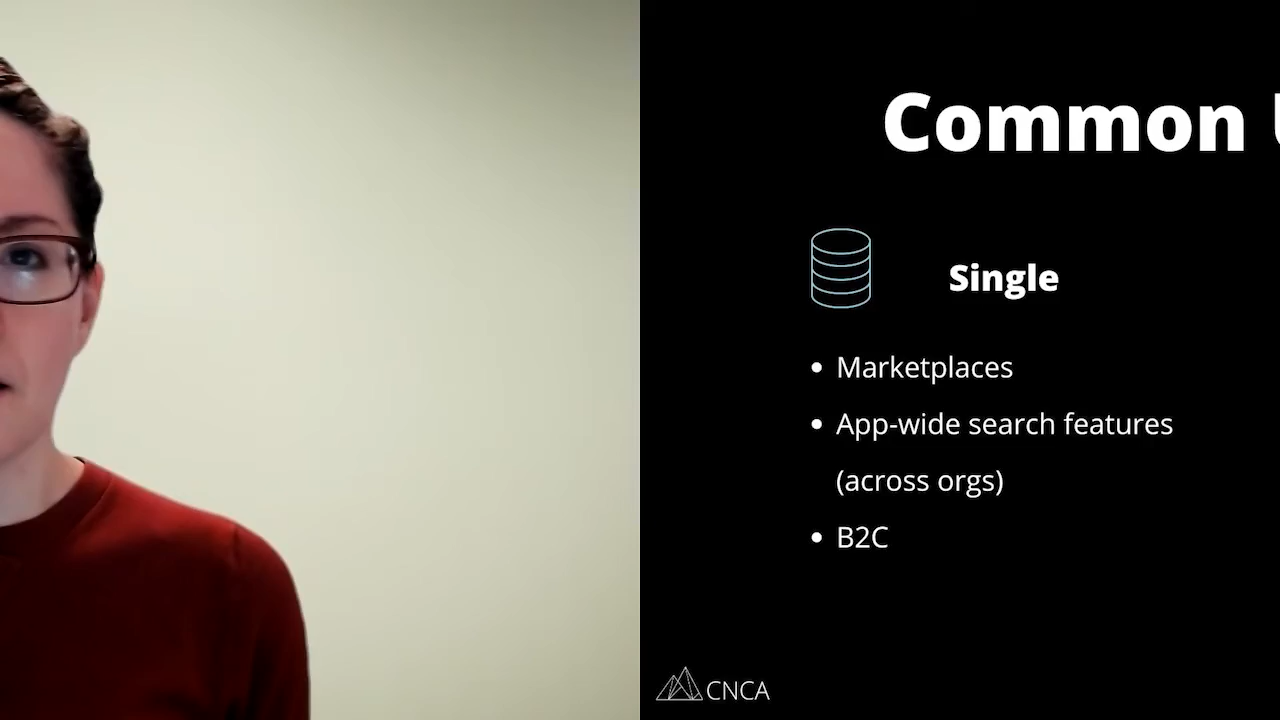 Common
Single
• Marketplaces
• App-wide search features
(across orgs)
• B2C
CNCA